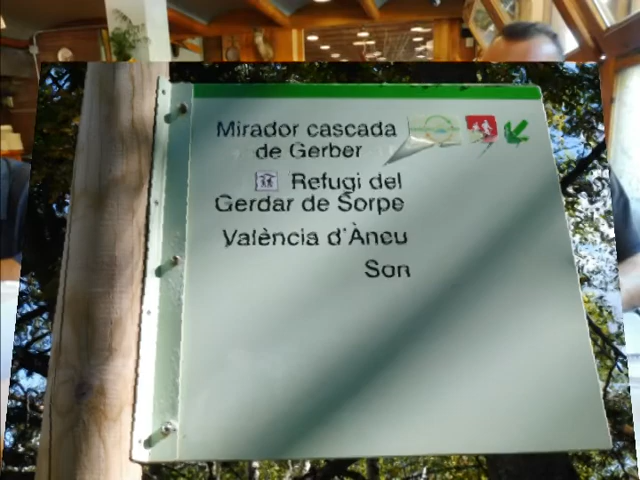 Mirador cascada
de Gerber
Refugi del
Gerdar de Sorpe
València d'Àneu
Son